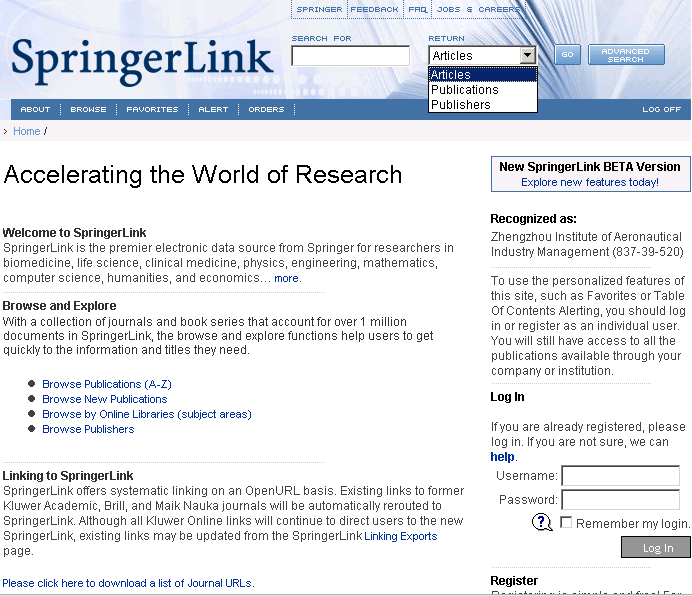 SPRINGER FEEDBACK FAQ JOBS & CAREERS
SpringerLink
SEARCH FOR
RETURN
Articles
GO
ADVANCED SEARCH
Articles
Publications
Publishers
ABOUT BROWSE FAVORITES ALERT ORDERS LOG OFF
› Home /
Accelerating the World of Research
Welcome to SpringerLink
SpringerLink is the premier electronic data source from Springer for researchers in
biomedicine, life science, clinical medicine, physics, engineering, mathematics,
computer science, humanities, and economics... more.
Browse and Explore
With a collection of journals and book series that account for over 1 million
documents in SpringerLink, the browse and explore functions help users to get
quickly to the information and titles they need.
● Browse Publications (A-Z)
● Browse New Publications
● Browse by Online Libraries (subject areas)
● Browse Publishers
Linking to SpringerLink
SpringerLink offers systematic linking on an OpenURL basis. Existing links to former
Kluwer Academic, Brill, and Maik Nauka journals will be automatically rerouted to
SpringerLink. Although all Kluwer Online links will continue to direct users to the new
SpringerLink, existing links may be updated from the SpringerLink Linking Exports
page.
Please click here to download a list of Journal URLs.
New SpringerLink BETA Version
Explore new features today!
Recognized as:
Zhengzhou Institute of Aeronautical
Industry Management (837-39-520)
To use the personalized features of
this site, such as Favorites or Table
Of Contents Alerting, you should log
in or register as an individual user.
You will still have access to all the
publications available through your
company or institution.
Log In
If you are already registered, please
log in. If you are not sure, we can
help.
Username:
Password:
? Remember my login.
Log In
Register
Registering is simple and free! For